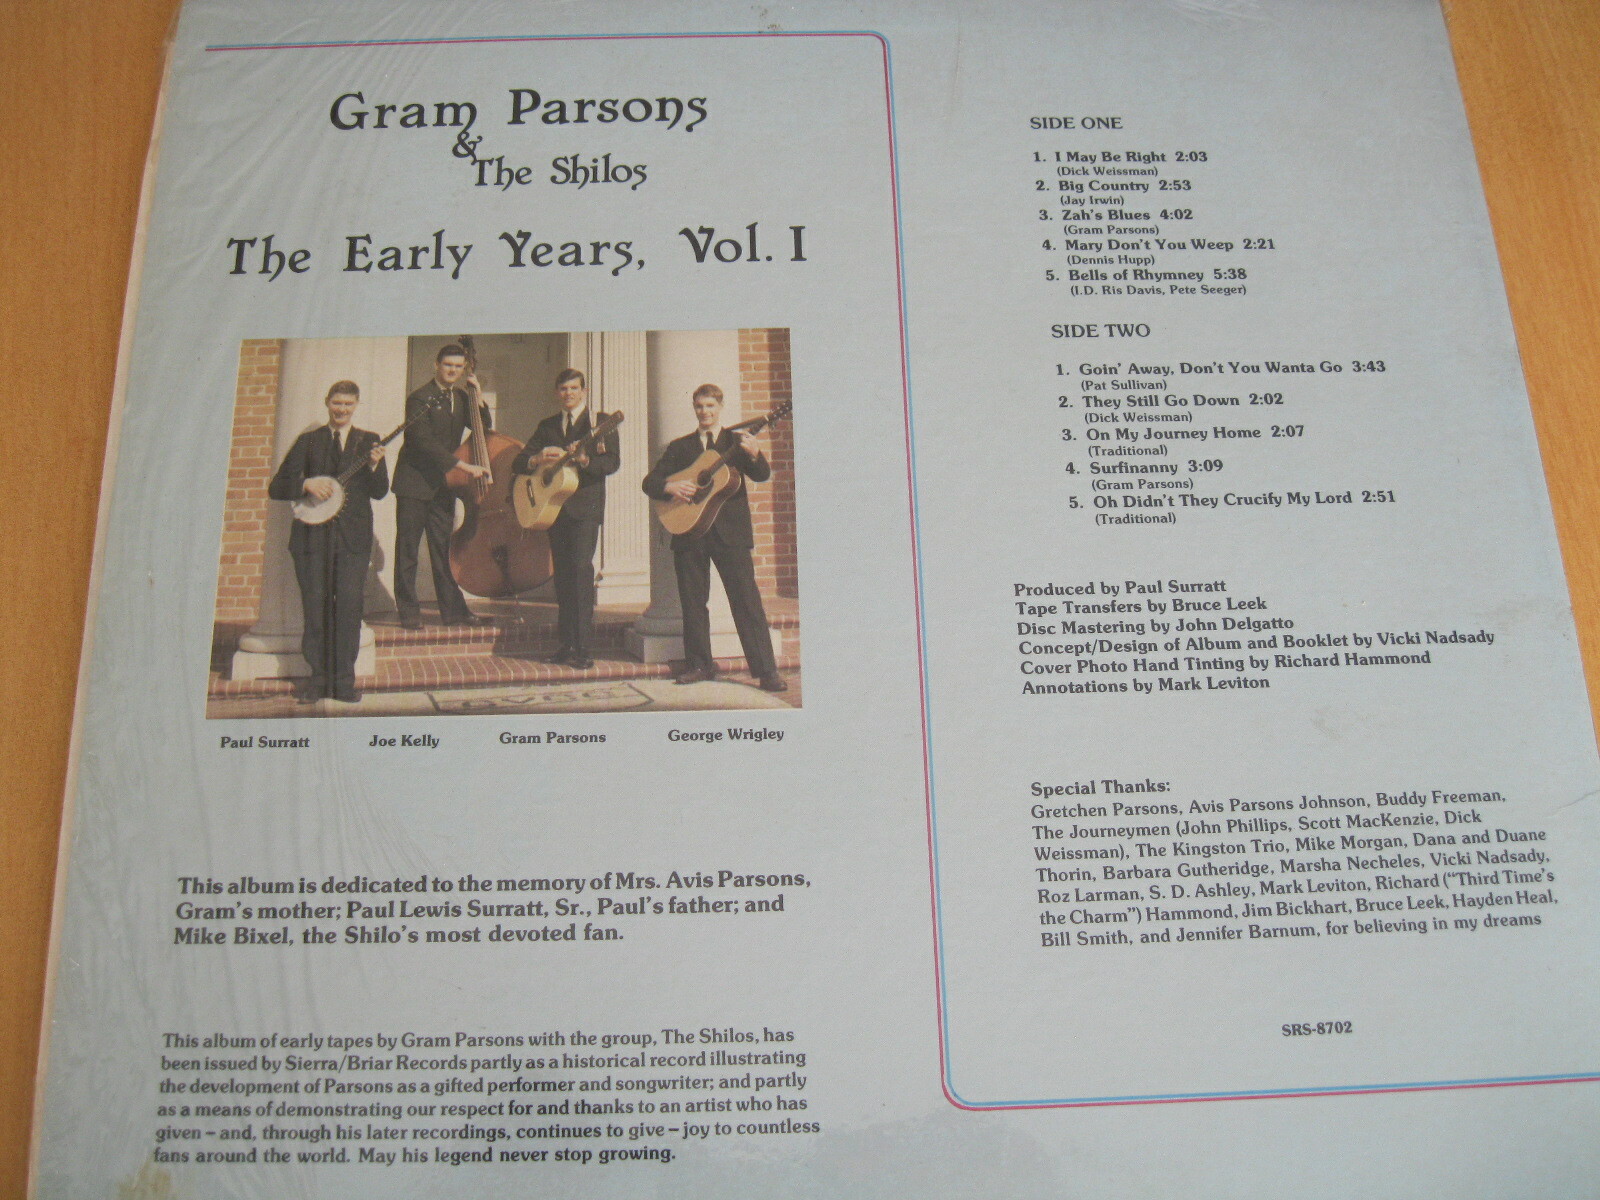 Gram Parsons
&
The Shilos
The Early Years, Vol. I
Paul Surratt
Joe Kelly
Gram Parsons
George Wrigley
This album is dedicated to the memory of Mrs. Avis Parsons,
Gram's mother; Paul Lewis Surratt, Sr., Paul's father; and
Mike Bixel, the Shilo's most devoted fan.
This album of early tapes by Gram Parsons with the group, The Shilos, has
been issued by Sierra/Briar Records partly as a historical record illustrating
the development of Parsons as a gifted performer and songwriter; and partly
as a means of demonstrating our respect for and thanks to an artist who has
given – and, through his later recordings, continues to give – joy to countless
fans around the world. May his legend never stop growing.
SIDE ONE
1. I May Be Right 2:03
(Dick Weissman)
2. Big Country 2:53
(Jay Irwin)
3. Zah's Blues 4:02
(Gram Parsons)
4. Mary Don't You Weep 2:21
(Dennis Hupp)
5. Bells of Rhymney 5:38
(I.D. Ris Davis, Pete Seeger)
SIDE TWO
1. Goin' Away, Don't You Wanta Go 3:43
(Pat Sullivan)
2. They Still Go Down 2:02
(Dick Weissman)
3. On My Journey Home 2:07
(Traditional)
4. Surfinanny 3:09
(Gram Parsons)
5. Oh Didn't They Crucify My Lord 2:51
(Traditional)
Produced by Paul Surratt
Tape Transfers by Bruce Leek
Disc Mastering by John Delgatto
Concept/Design of Album and Booklet by Vicki Nadsady
Cover Photo Hand Tinting by Richard Hammond
Annotations by Mark Leviton
Special Thanks:
Gretchen Parsons, Avis Parsons Johnson, Buddy Freeman,
The Journeymen (John Phillips, Scott MacKenzie, Dick
Weissman), The Kingston Trio, Mike Morgan, Dana and Duane
Thorin, Barbara Gutheridge, Marsha Necheles, Vicki Nadsady,
Roz Larman, S. D. Ashley, Mark Leviton, Richard ("Third Time's
the Charm") Hammond, Jim Bickhart, Bruce Leek, Hayden Heal,
Bill Smith, and Jennifer Barnum, for believing in my dreams
SRS-8702